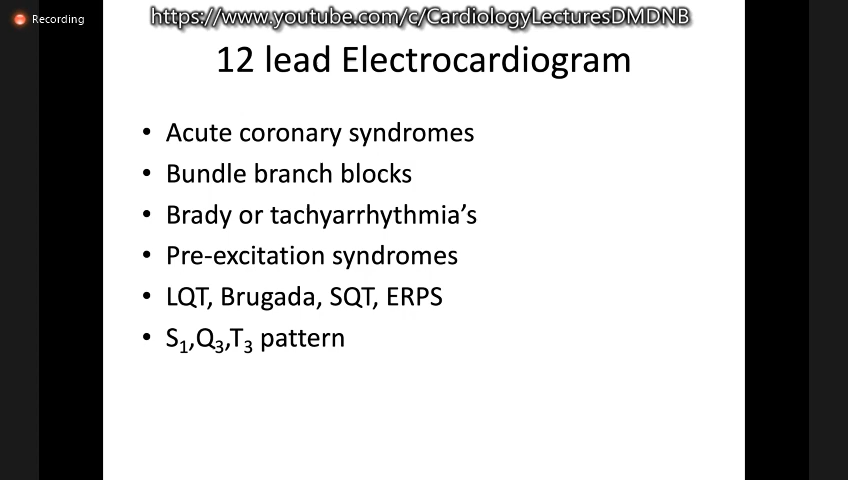 Recording
https://www.youtube.com/c/CardiologyLecturesDMDNB
12 lead Electrocardiogram
• Acute coronary syndromes
• Bundle branch blocks
• Brady or tachyarrhythmia’s
• Pre-excitation syndromes
• LQT, Brugada, SQT, ERPS
• S₁,Q₃,T₃ pattern